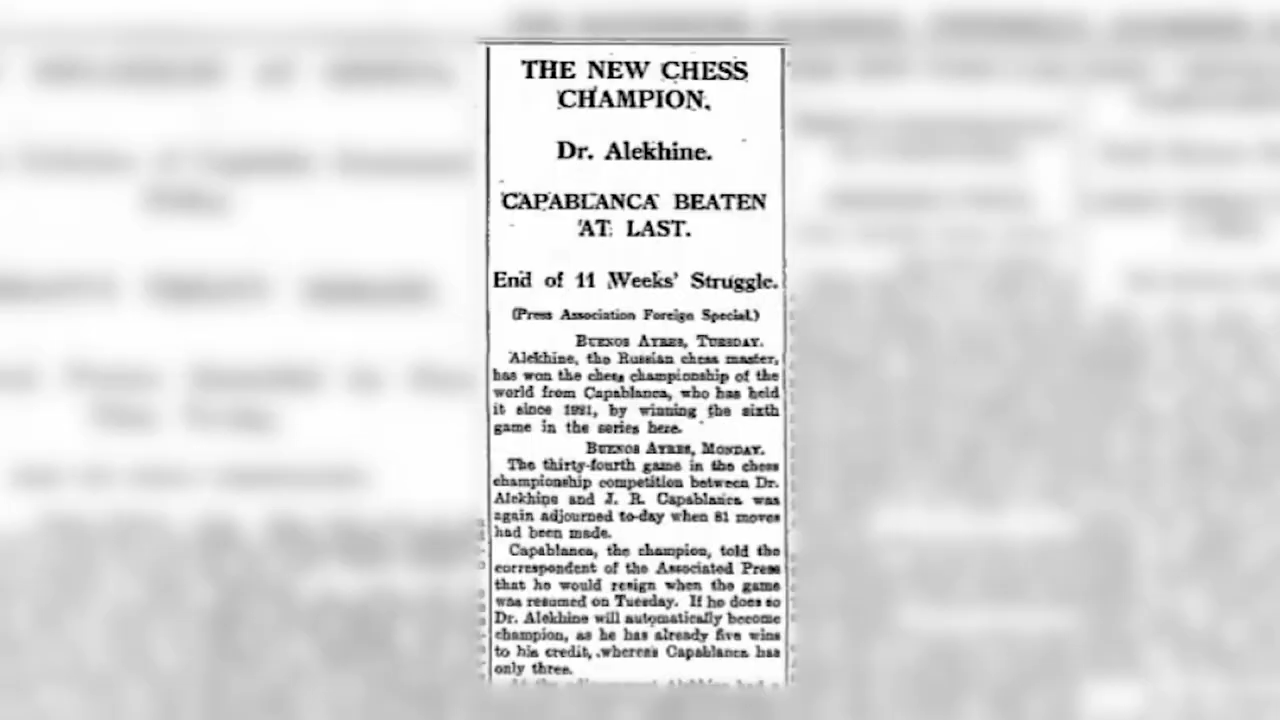 THE NEW CHESS
CHAMPION.
Dr. Alekhine.
CAPABLANCA BEATEN
AT LAST.
End of 11 Weeks' Struggle.
(Press Association Foreign Special.)
BUENOS AYRES, TUESDAY.
Alekhine, the Russian chess master,
has won the chess championship of the
world from Capablanca, who has held
it since 1921, by winning the sixth
game in the series here.
BUENOS AYRES, MONDAY.
The thirty-fourth game in the chess
championship competition between Dr.
Alekhine and J. R. Capablanca was
again adjourned to-day when 81 moves
had been made.
Capablanca, the champion, told the
correspondent of the Associated Press
that he would resign when the game
was resumed on Tuesday. If he does so
Dr. Alekhine will automatically become
champion, as he has already five wins
to his credit, whereas Capablanca has
only three.